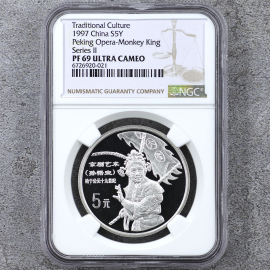 Traditional Culture
1997 China S5Y
Peking Opera-Monkey King
Series II
PF 69 ULTRA CAMEO
6726920-021
NUMISMATIC GUARANTY COMPANY
NGC
京剧艺术
(孙悟空)
5元